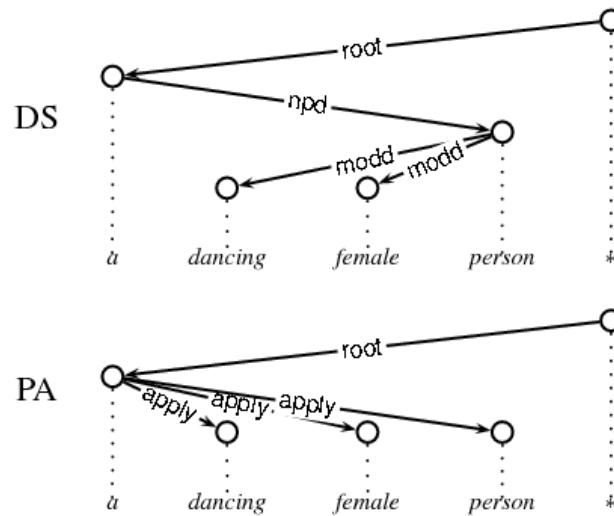 root
DS
npd
modd modd
a dancing female person *
root
PA
apply apply apply
a dancing female person *